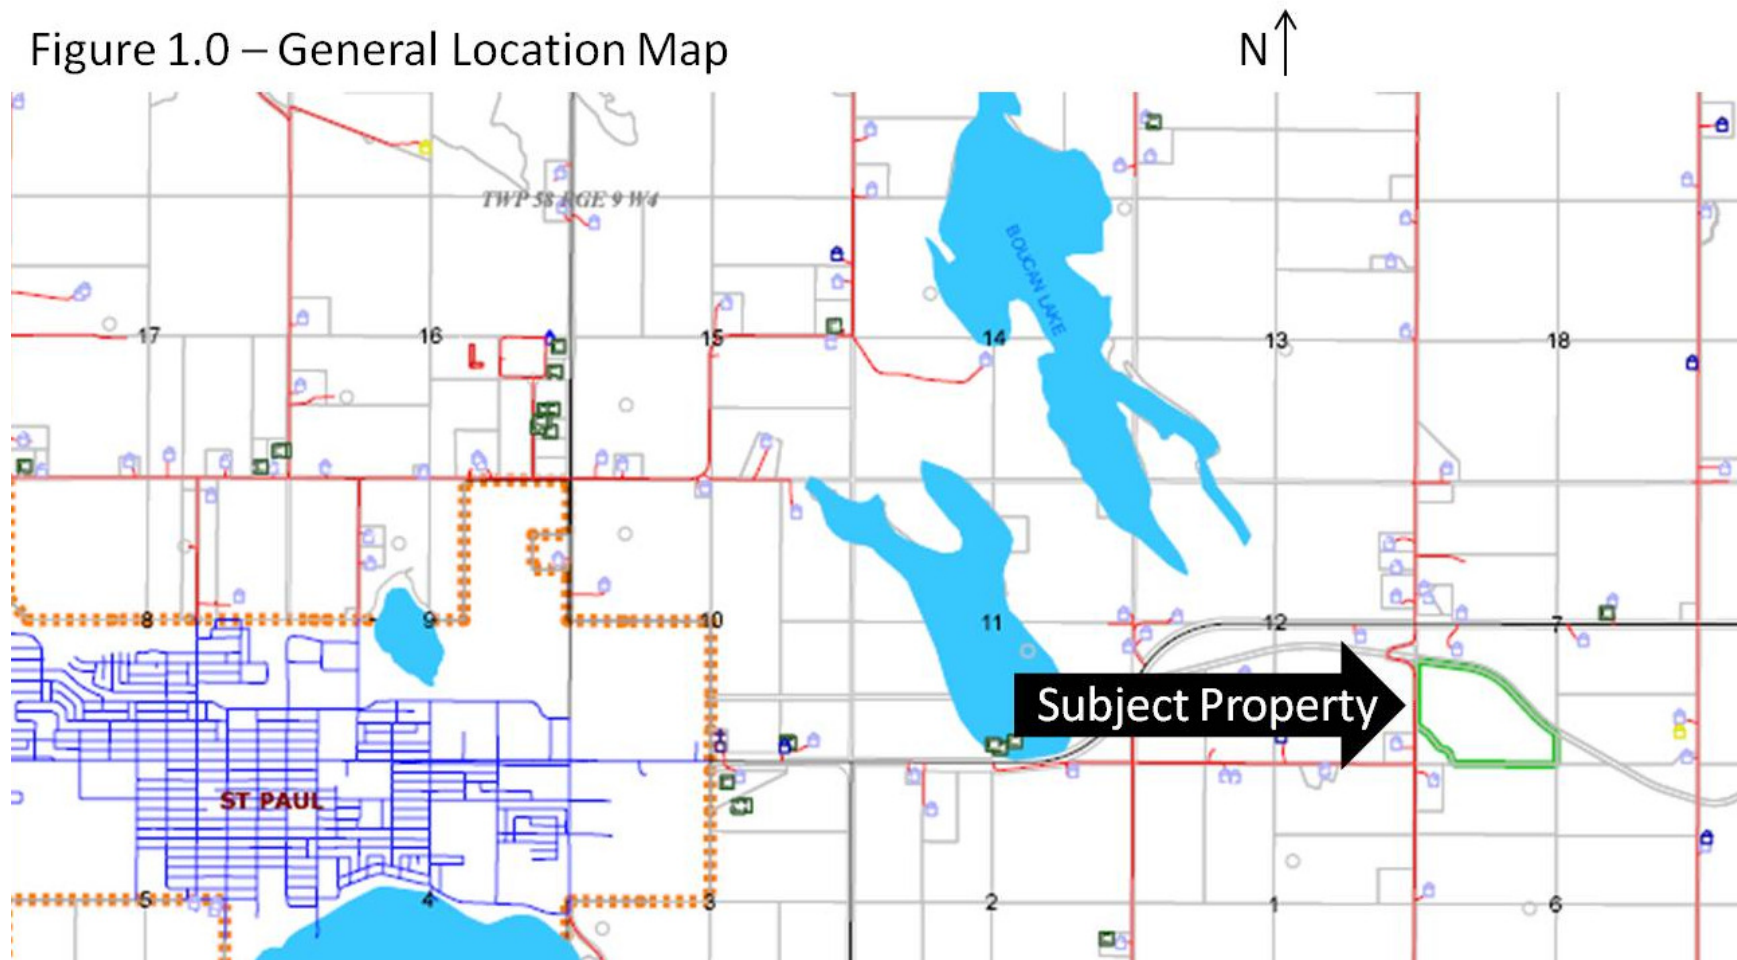 Figure 1.0 – General Location Map
N
TWP 58 RGE 9 W4
BOUCAN LAKE
17
16
15
14
13
18
L
8
9
10
11
12
7
Subject Property
ST PAUL
5
4
3
2
1
6